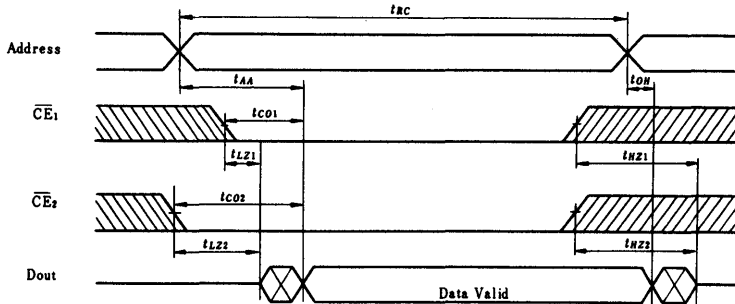 tRC
Address
tAA
tOH
CE1
tCO1
tLZ1
tHZ1
CE2
tCO2
tLZ2
tHZ2
Dout
Data Valid